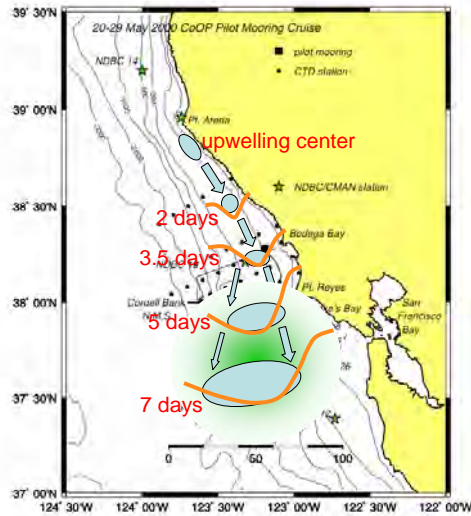 39° 30'N
20-29 May 2000 CoOP Pilot Mooring Cruise
pilot mooring
CTD station
NDBC 14
39° 00'N
Pt. Arena
upwelling center
NDBC/CMAN station
38° 30'N
2 days
Bodega Bay
3.5 days
NDBC
38° 00'N
Cordell Bank
N.M.S.
Pt. Reyes
San
Francisco
Bay
5 days
37° 30'N
7 days
0
50
100
37° 00'N
124° 30'W
124° 00'W
123° 30'W
123° 00'W
122° 30'W
122° 00'W